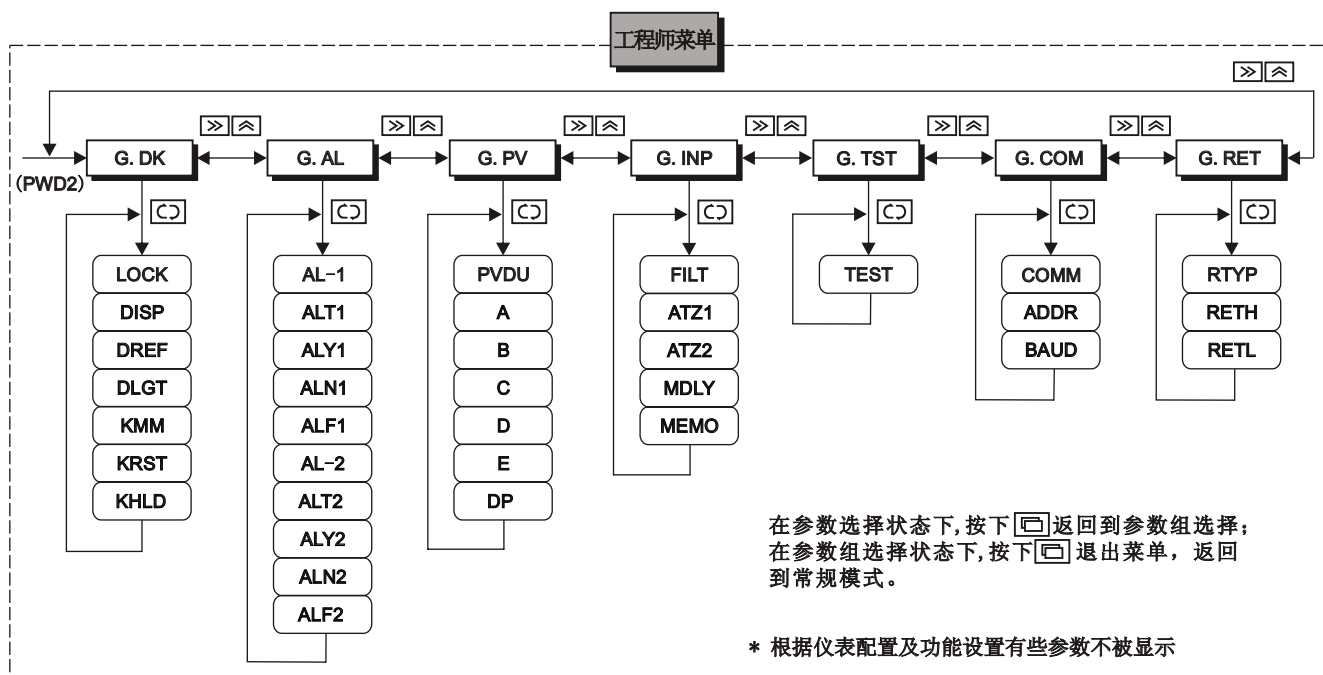 工程师菜单
G. DK
G. AL
G. PV
G. INP
G. TST
G. COM
G. RET
(PWD2)
LOCK
DISP
DREF
DLGT
KMM
KRST
KHLD
AL-1
ALT1
ALY1
ALN1
ALF1
AL-2
ALT2
ALY2
ALN2
ALF2
PVDU
A
B
C
D
E
DP
FILT
ATZ1
ATZ2
MDLY
MEMO
TEST
COMM
ADDR
BAUD
RTYP
RETH
RETL
在参数选择状态下,按下返回到参数组选择;
在参数组选择状态下,按下退出菜单，返回
到常规模式。
* 根据仪表配置及功能设置有些参数不被显示